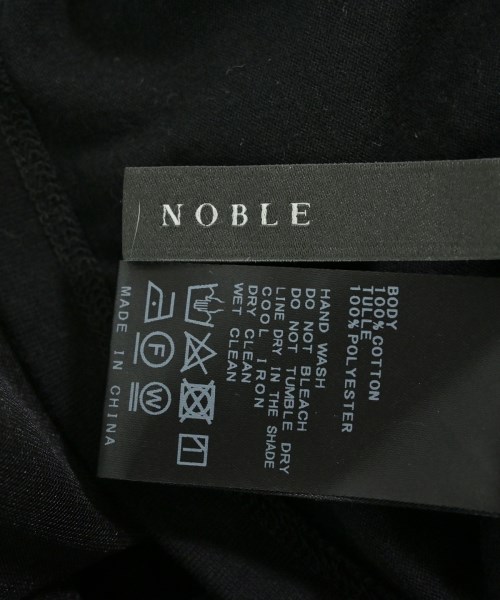 NOBLE
BODY
100%COTTON
TULLE
100%POLYESTER
HAND WASH
DO NOT BLEACH
DO NOT TUMBLE DRY
LINE DRY IN THE SHADE
COOL IRON
DRY CLEAN
WET CLEAN
F
W
MADE IN CHINA